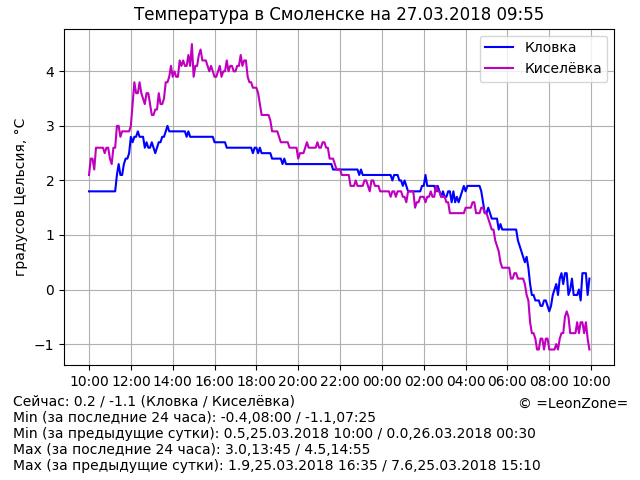 Температура в Смоленске на 27.03.2018 09:55
Кловка
Киселёвка
градусов Цельсия, °C
4
3
2
1
0
−1
10:00 12:00 14:00 16:00 18:00 20:00 22:00 00:00 02:00 04:00 06:00 08:00 10:00
Сейчас: 0.2 / -1.1 (Кловка / Киселёвка)
© =LeonZone=
Min (за последние 24 часа): -0.4,08:00 / -1.1,07:25
Min (за предыдущие сутки): 0.5,25.03.2018 10:00 / 0.0,26.03.2018 00:30
Max (за последние 24 часа): 3.0,13:45 / 4.5,14:55
Max (за предыдущие сутки): 1.9,25.03.2018 16:35 / 7.6,25.03.2018 15:10